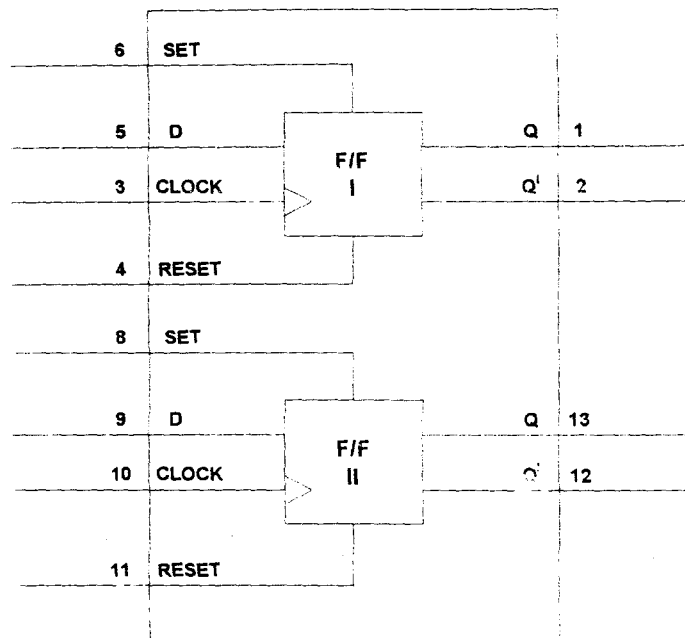 6 SET
5 D Q 1
F/F
3 CLOCK I Q' 2
4 RESET
8 SET
9 D Q 13
F/F
10 CLOCK II Q' 12
11 RESET